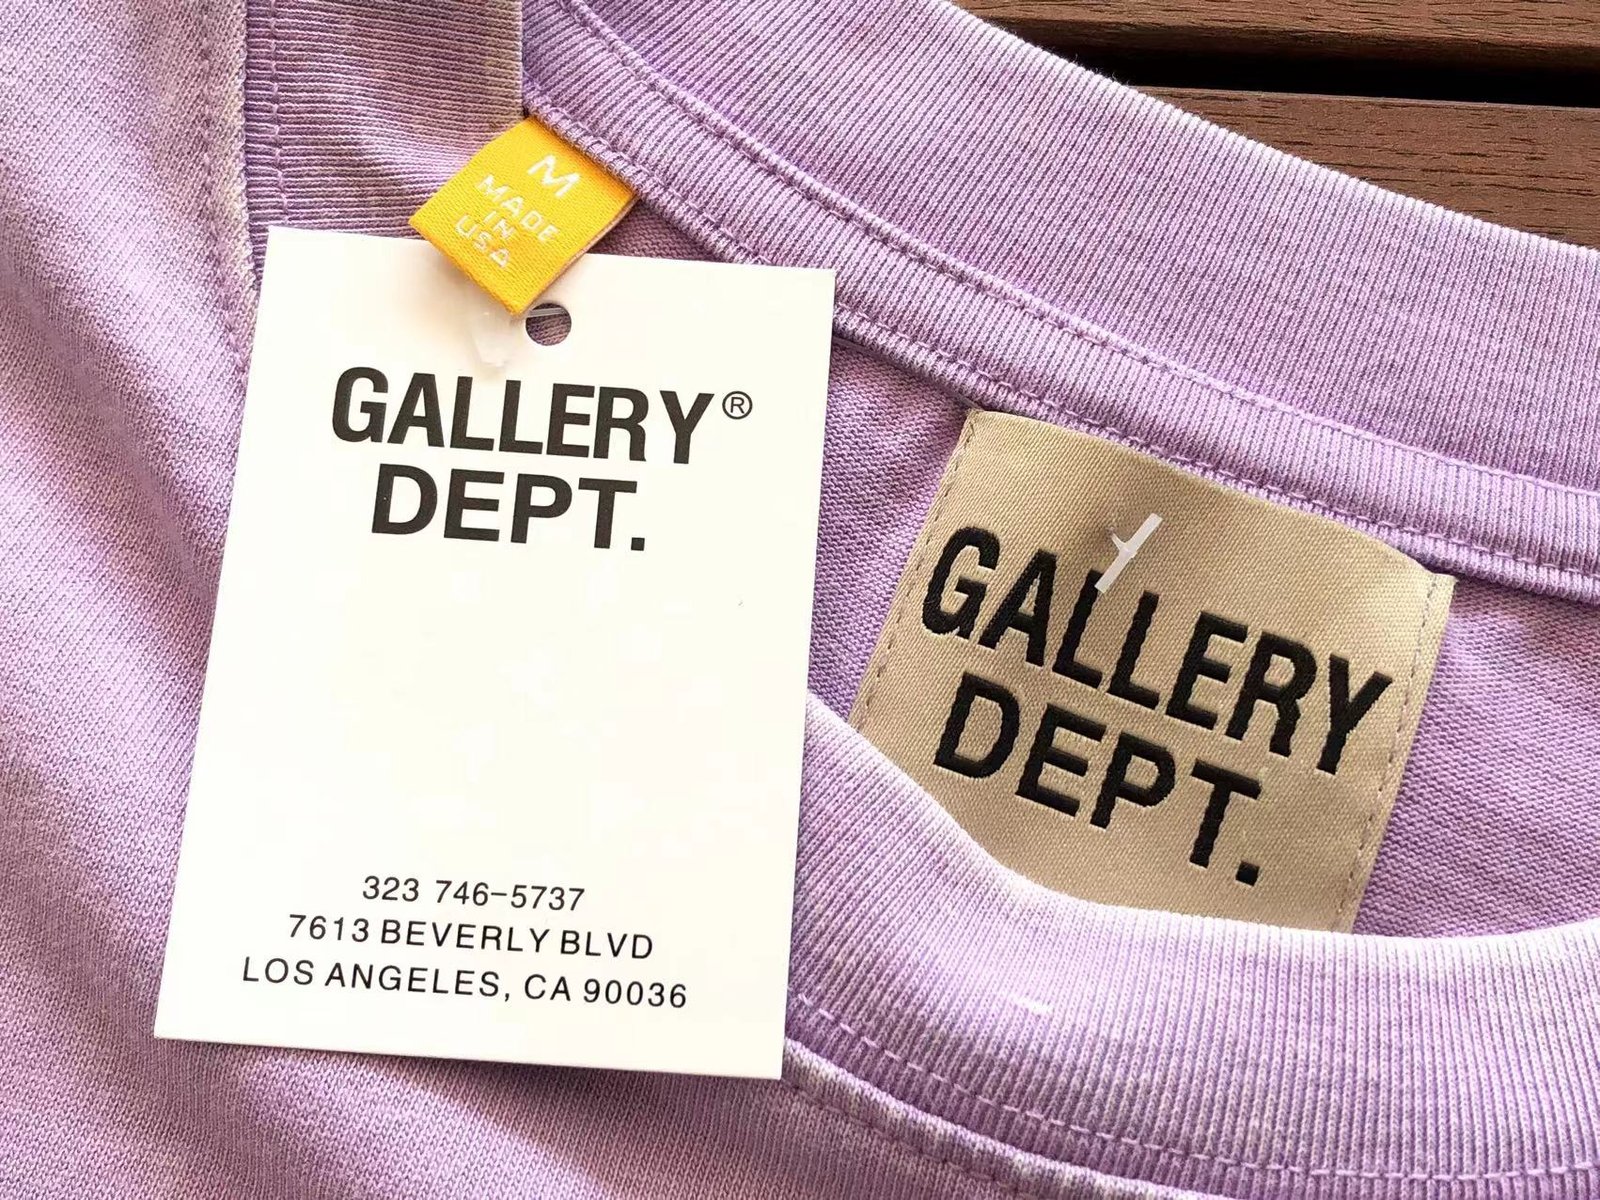 M
MADE
IN
USA
GALLERY®
DEPT.
323 746-5737
7613 BEVERLY BLVD
LOS ANGELES, CA 90036
GALLERY
DEPT.